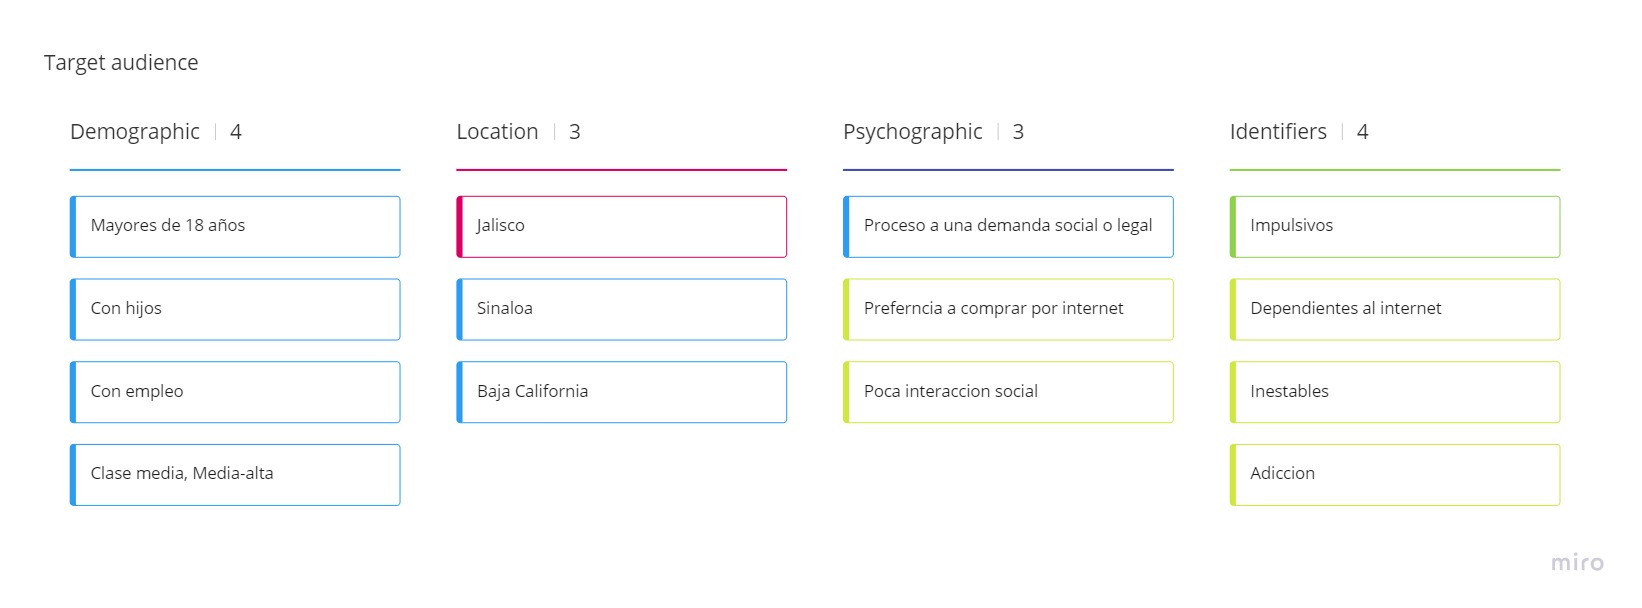 Target audience
Demographic | 4
Mayores de 18 años
Con hijos
Con empleo
Clase media, Media-alta
Location | 3
Jalisco
Sinaloa
Baja California
Psychographic | 3
Proceso a una demanda social o legal
Preferncia a comprar por internet
Poca interaccion social
Identifiers | 4
Impulsivos
Dependientes al internet
Inestables
Adiccion
miro